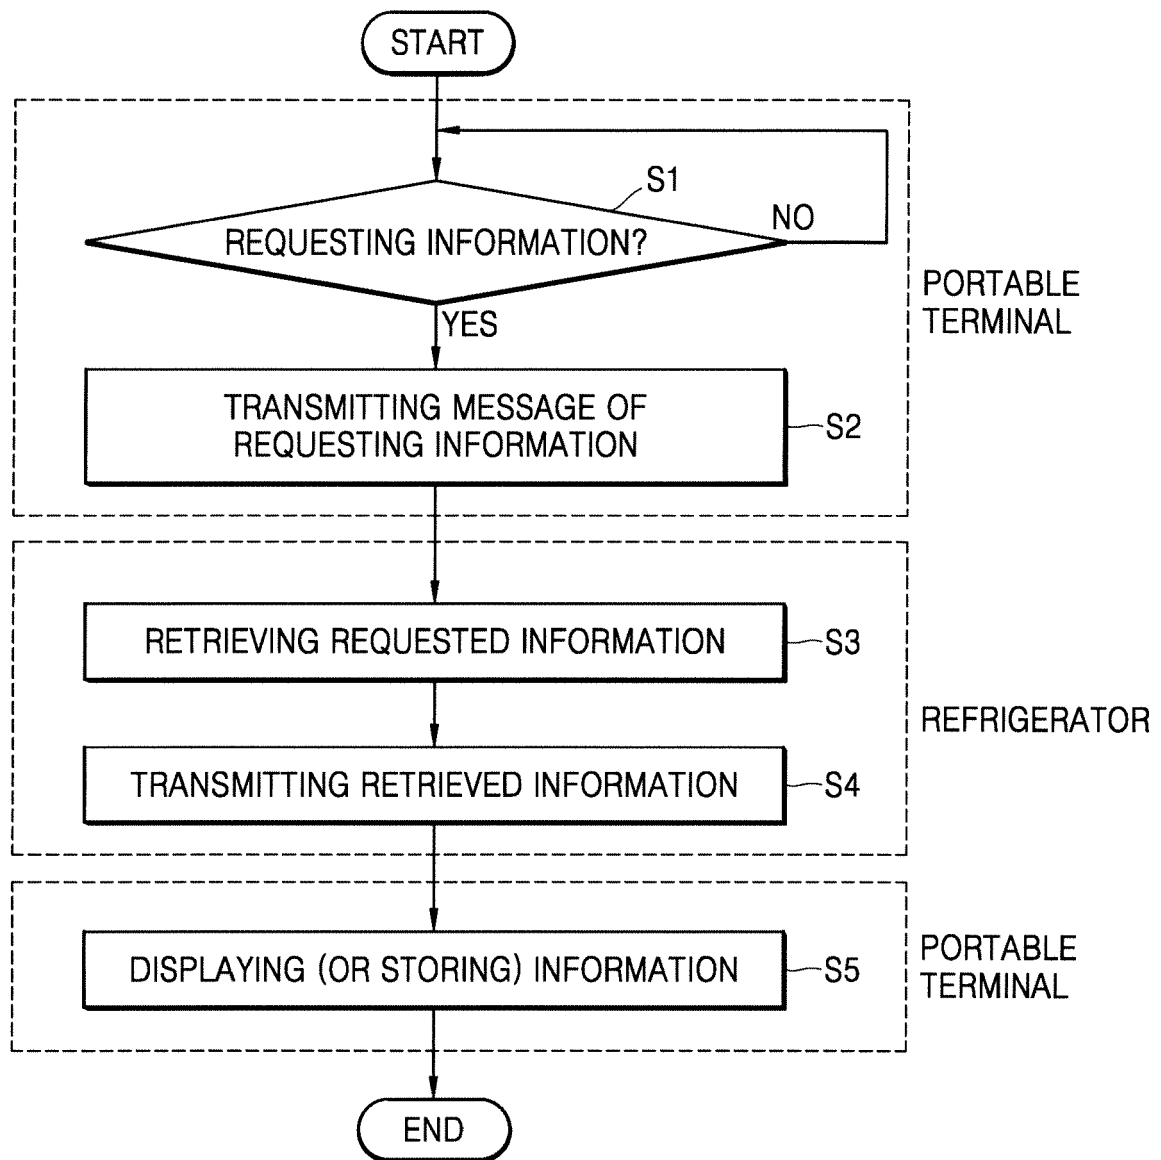 START
S1
NO
REQUESTING INFORMATION?
PORTABLE
TERMINAL
YES
TRANSMITTING MESSAGE OF
REQUESTING INFORMATION
S2
RETRIEVING REQUESTED INFORMATION
S3
REFRIGERATOR
TRANSMITTING RETRIEVED INFORMATION
S4
DISPLAYING (OR STORING) INFORMATION
S5
PORTABLE
TERMINAL
END